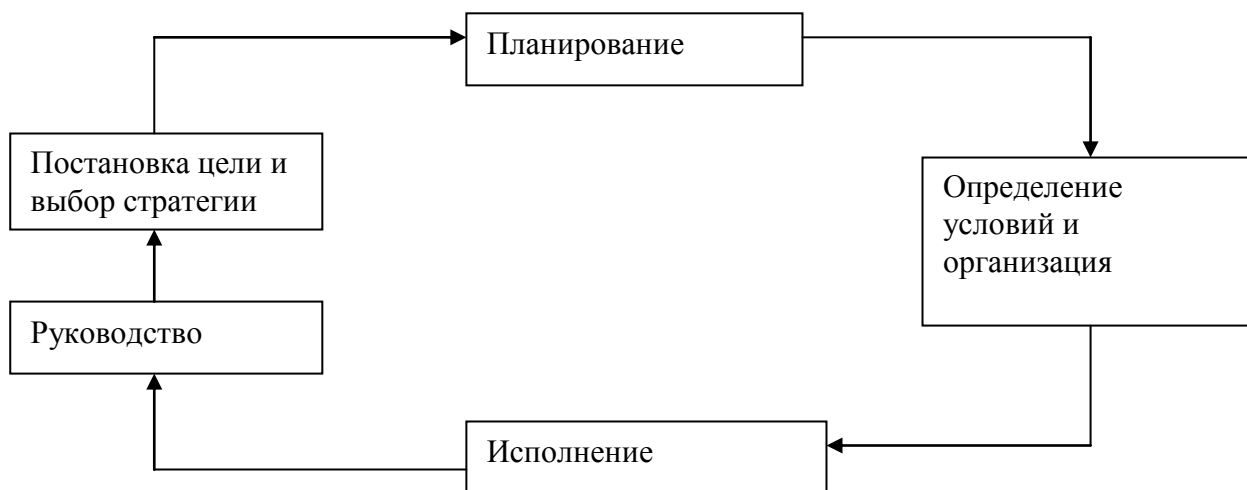 Планирование
Постановка цели и
выбор стратегии
Определение
условий и
организация
Руководство
Исполнение